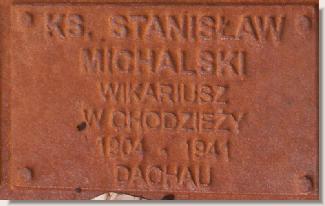 KS. STANISŁAW
MICHALSKI
WIKARIUSZ
W CHODZIEŻY
1904 - 1941
DACHAU